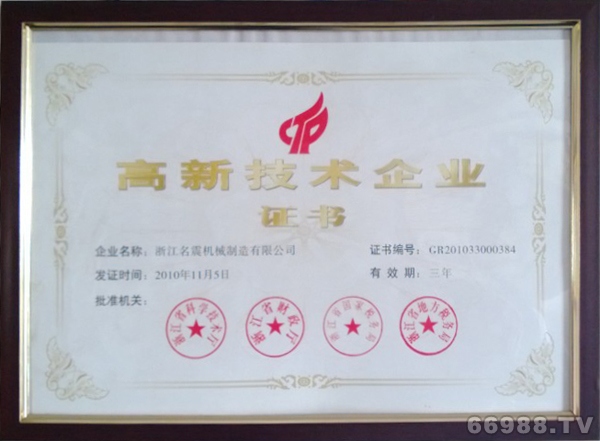 CTP
高新技术企业
证书
企业名称：浙江名震机械制造有限公司 证书编号：GR201033000384
发证时间：2010年11月5日 有效期：三年
批准机关：
浙江省科学技术厅 浙江省财政厅 浙江省国家税务局 浙江省地方税务局
66988.TV